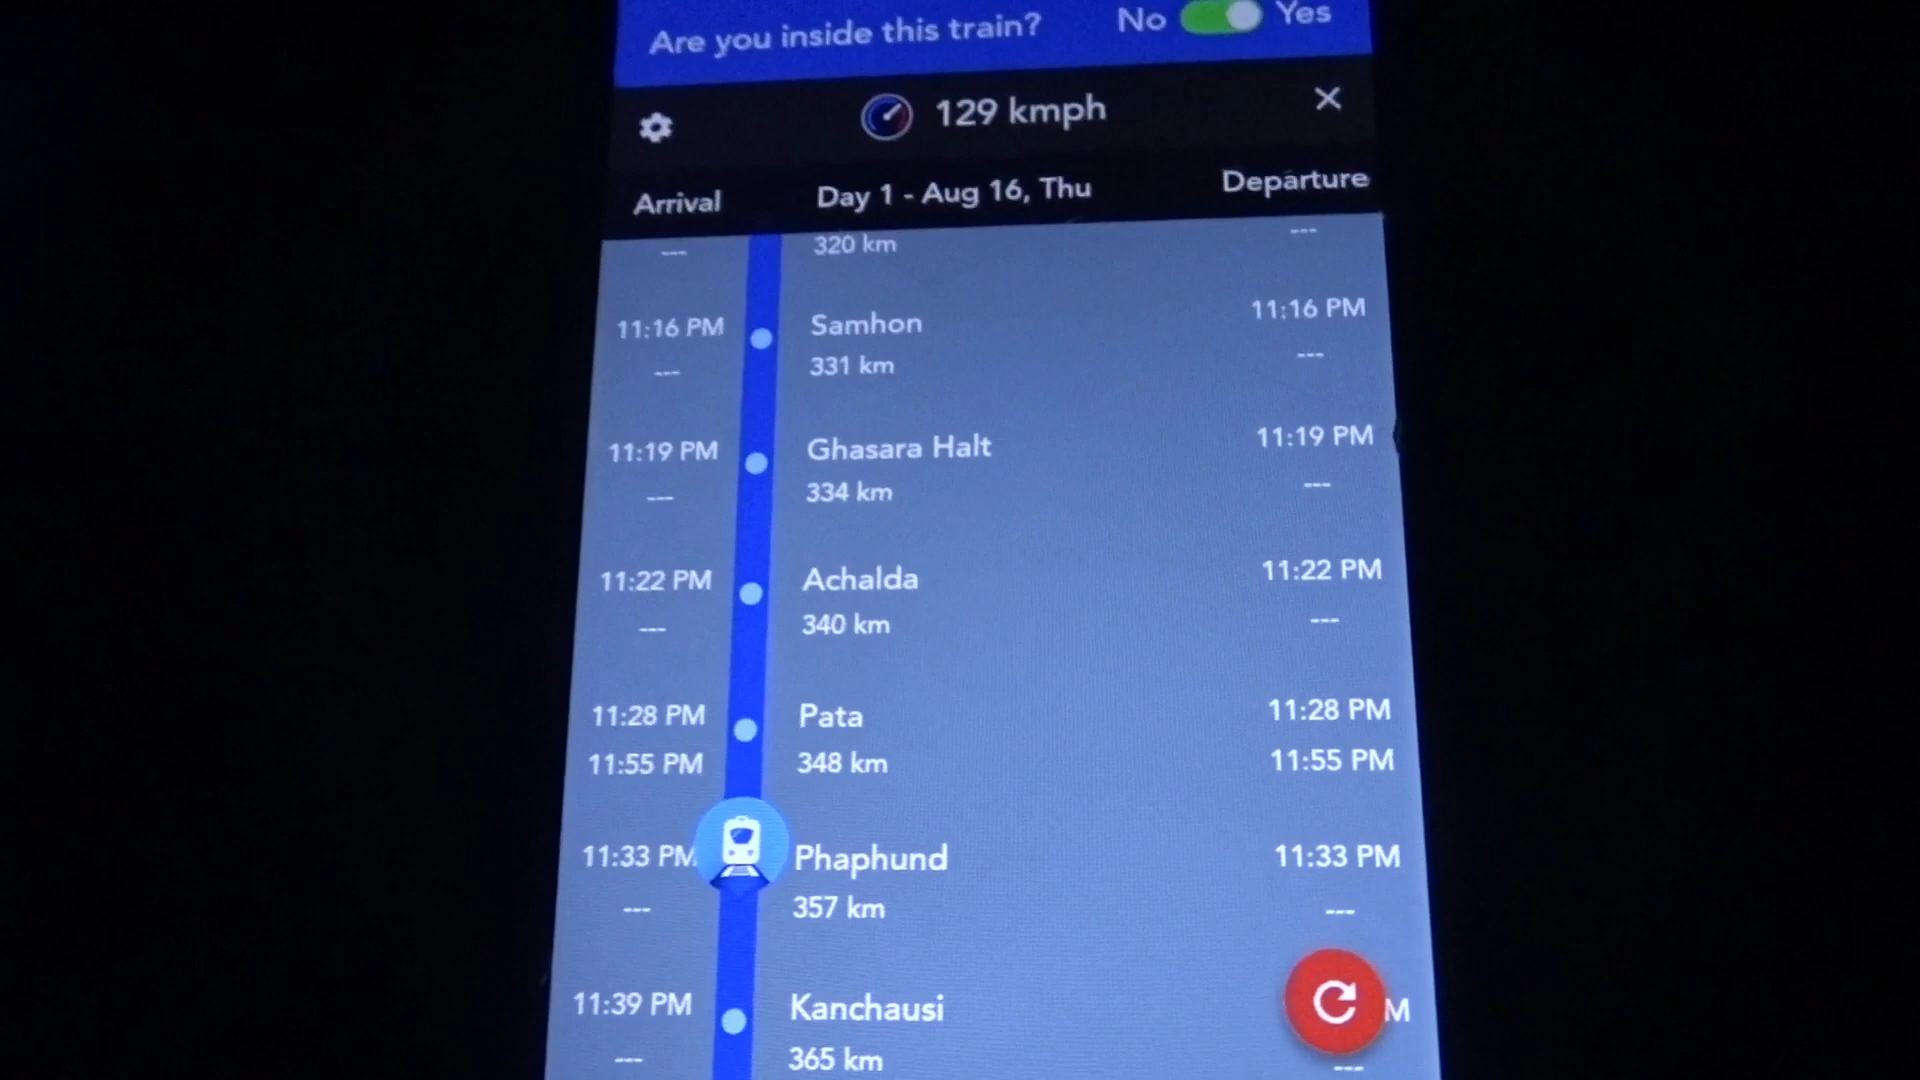 Are you inside this train? No Yes
129 kmph
Arrival Day 1 - Aug 16, Thu Departure
--- 320 km ---
11:16 PM Samhon 11:16 PM
--- 331 km ---
11:19 PM Ghasara Halt 11:19 PM
--- 334 km ---
11:22 PM Achalda 11:22 PM
--- 340 km ---
11:28 PM Pata 11:28 PM
11:55 PM 348 km 11:55 PM
11:33 PM Phaphund 11:33 PM
--- 357 km ---
11:39 PM Kanchausi M
--- 365 km ---